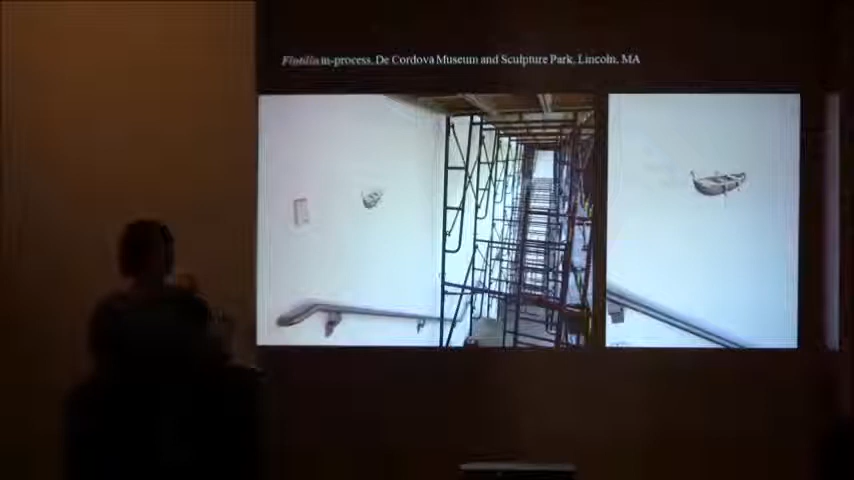 Flotilla in-process, De Cordova Museum and Sculpture Park, Lincoln, MA